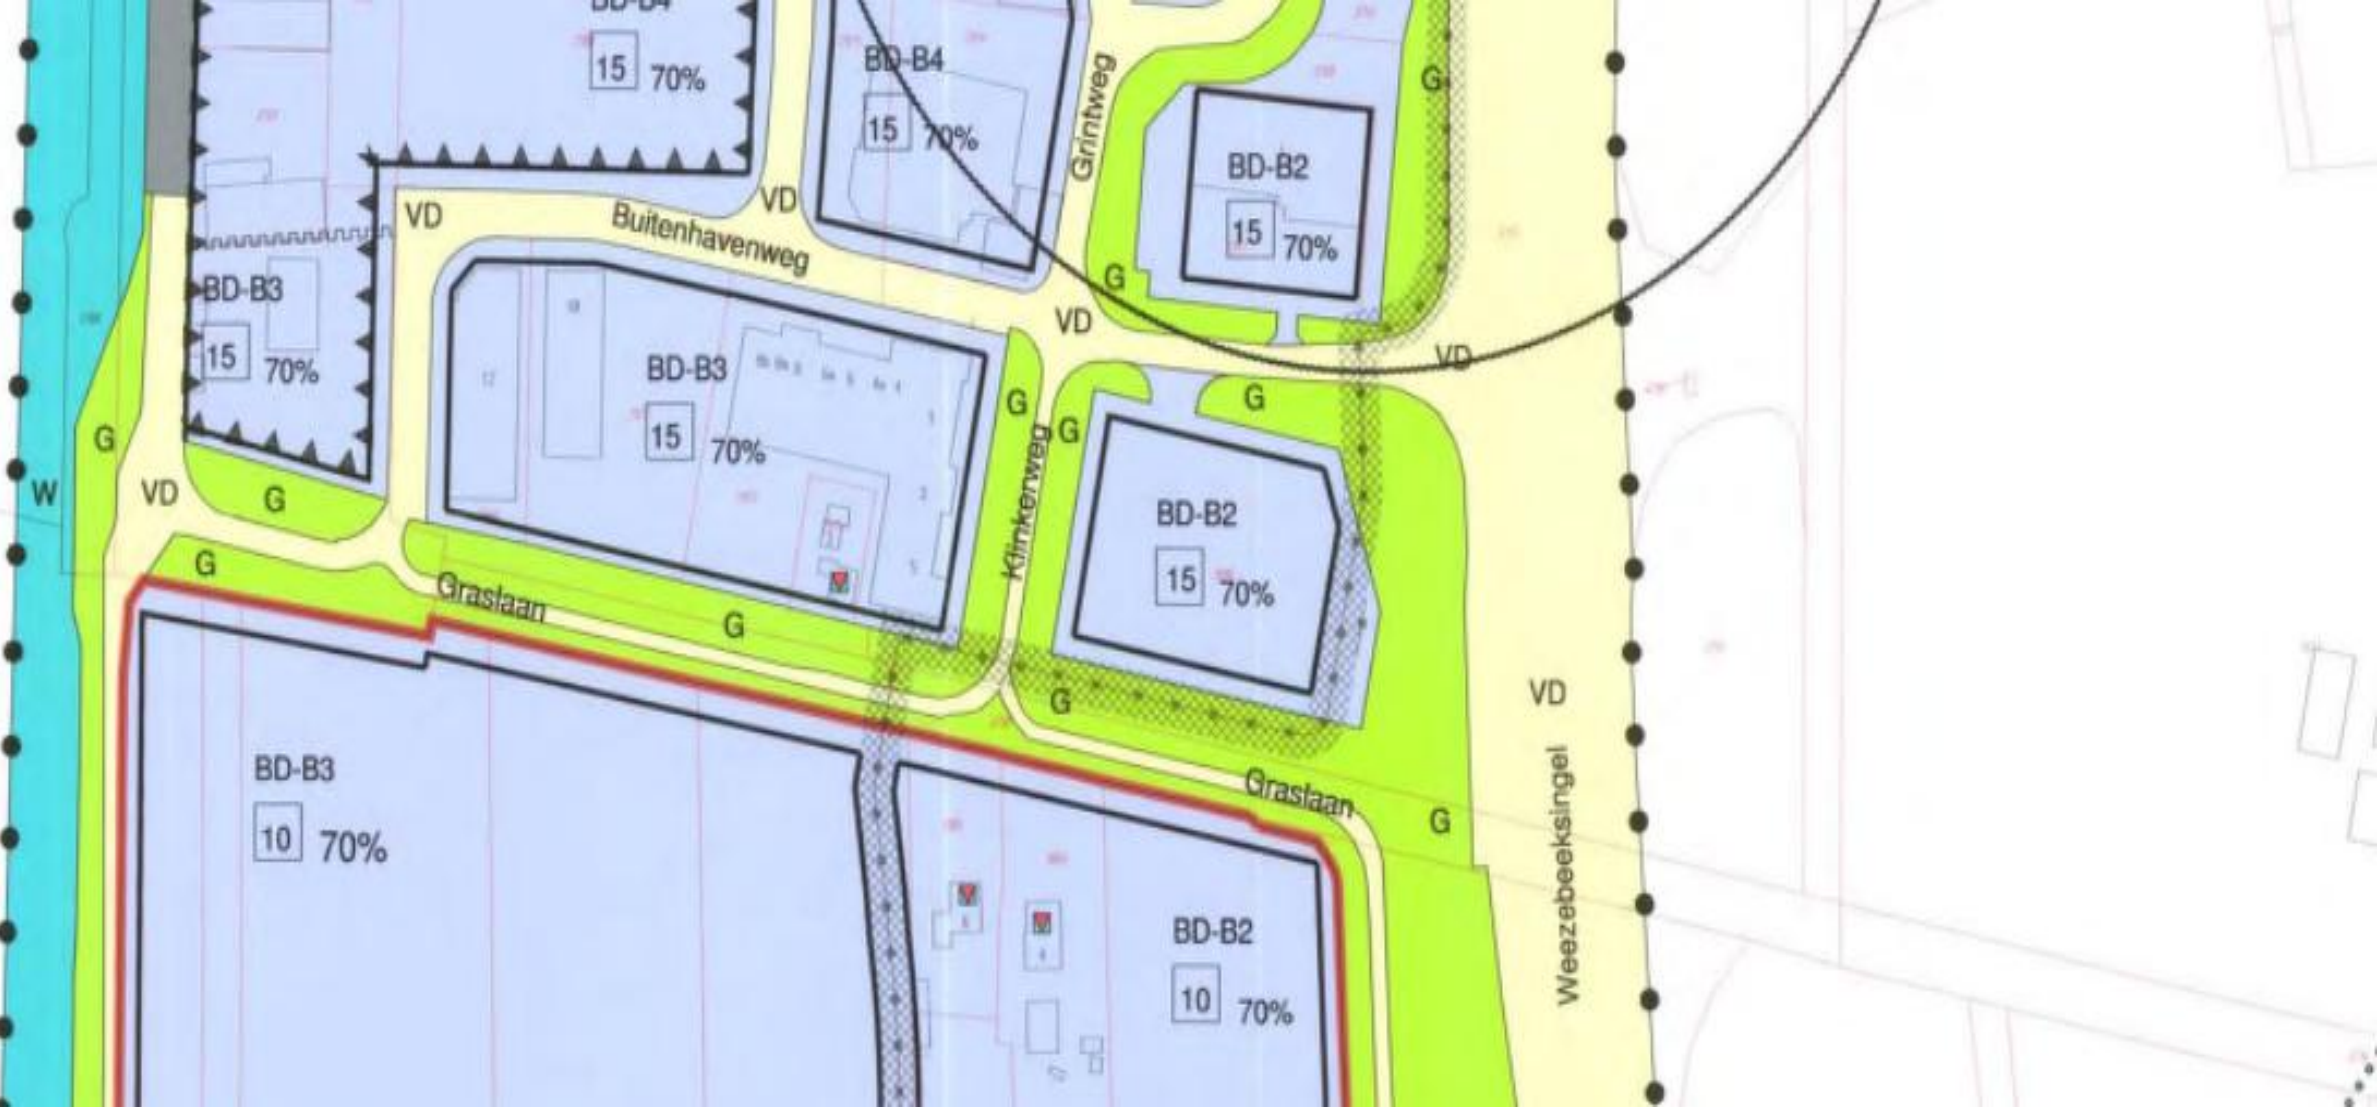 BD-B4
15 70%
BD-B4
15 70%
Grintweg
G
BD-B2
15 70%
VD
VD
Buitenhavenweg
G
VD
VD
BD-B3
15 70%
BD-B3
15 70%
G
G
G
Klinkerweg
G
W
VD
G
BD-B2
15 70%
G
Graslaan
G
G
VD
Graslaan
G
Weezebeeksingel
BD-B3
10 70%
BD-B2
10 70%